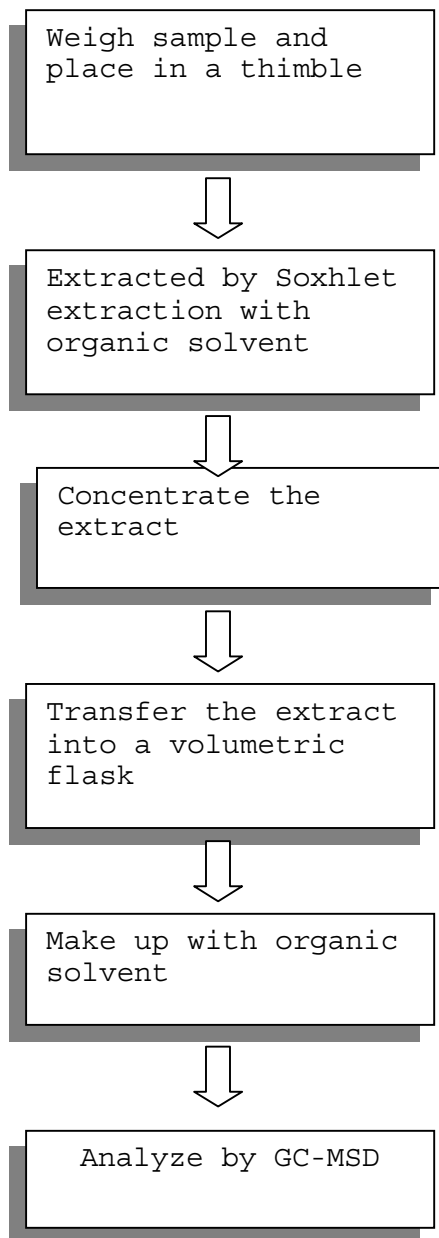 Weigh sample and
place in a thimble
Extracted by Soxhlet
extraction with
organic solvent
Concentrate the
extract
Transfer the extract
into a volumetric
flask
Make up with organic
solvent
Analyze by GC-MSD